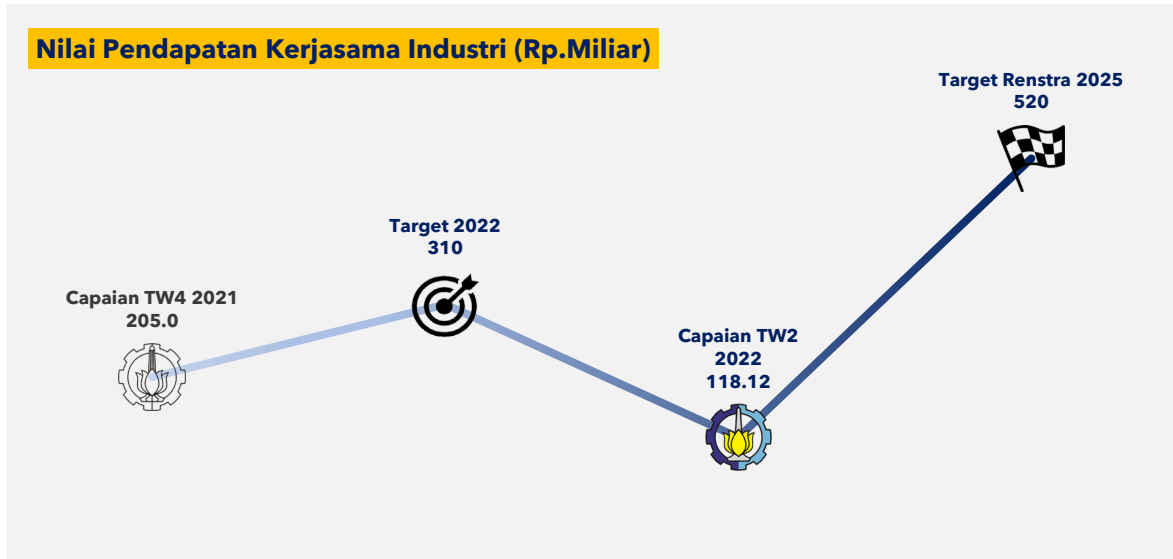 Nilai Pendapatan Kerjasama Industri (Rp.Miliar)
Capaian TW4 2021
205.0
Target 2022
310
Capaian TW2
2022
118.12
Target Renstra 2025
520